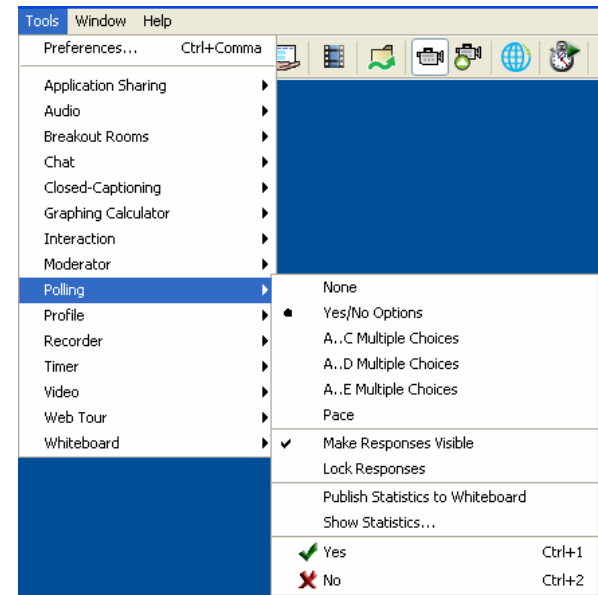 Tools Window Help
Preferences... Ctrl+Comma
Application Sharing
Audio
Breakout Rooms
Chat
Closed-Captioning
Graphing Calculator
Interaction
Moderator
Polling
Profile
Recorder
Timer
Video
Web Tour
Whiteboard
None
Yes/No Options
A..C Multiple Choices
A..D Multiple Choices
A..E Multiple Choices
Pace
Make Responses Visible
Lock Responses
Publish Statistics to Whiteboard
Show Statistics...
Yes Ctrl+1
No Ctrl+2